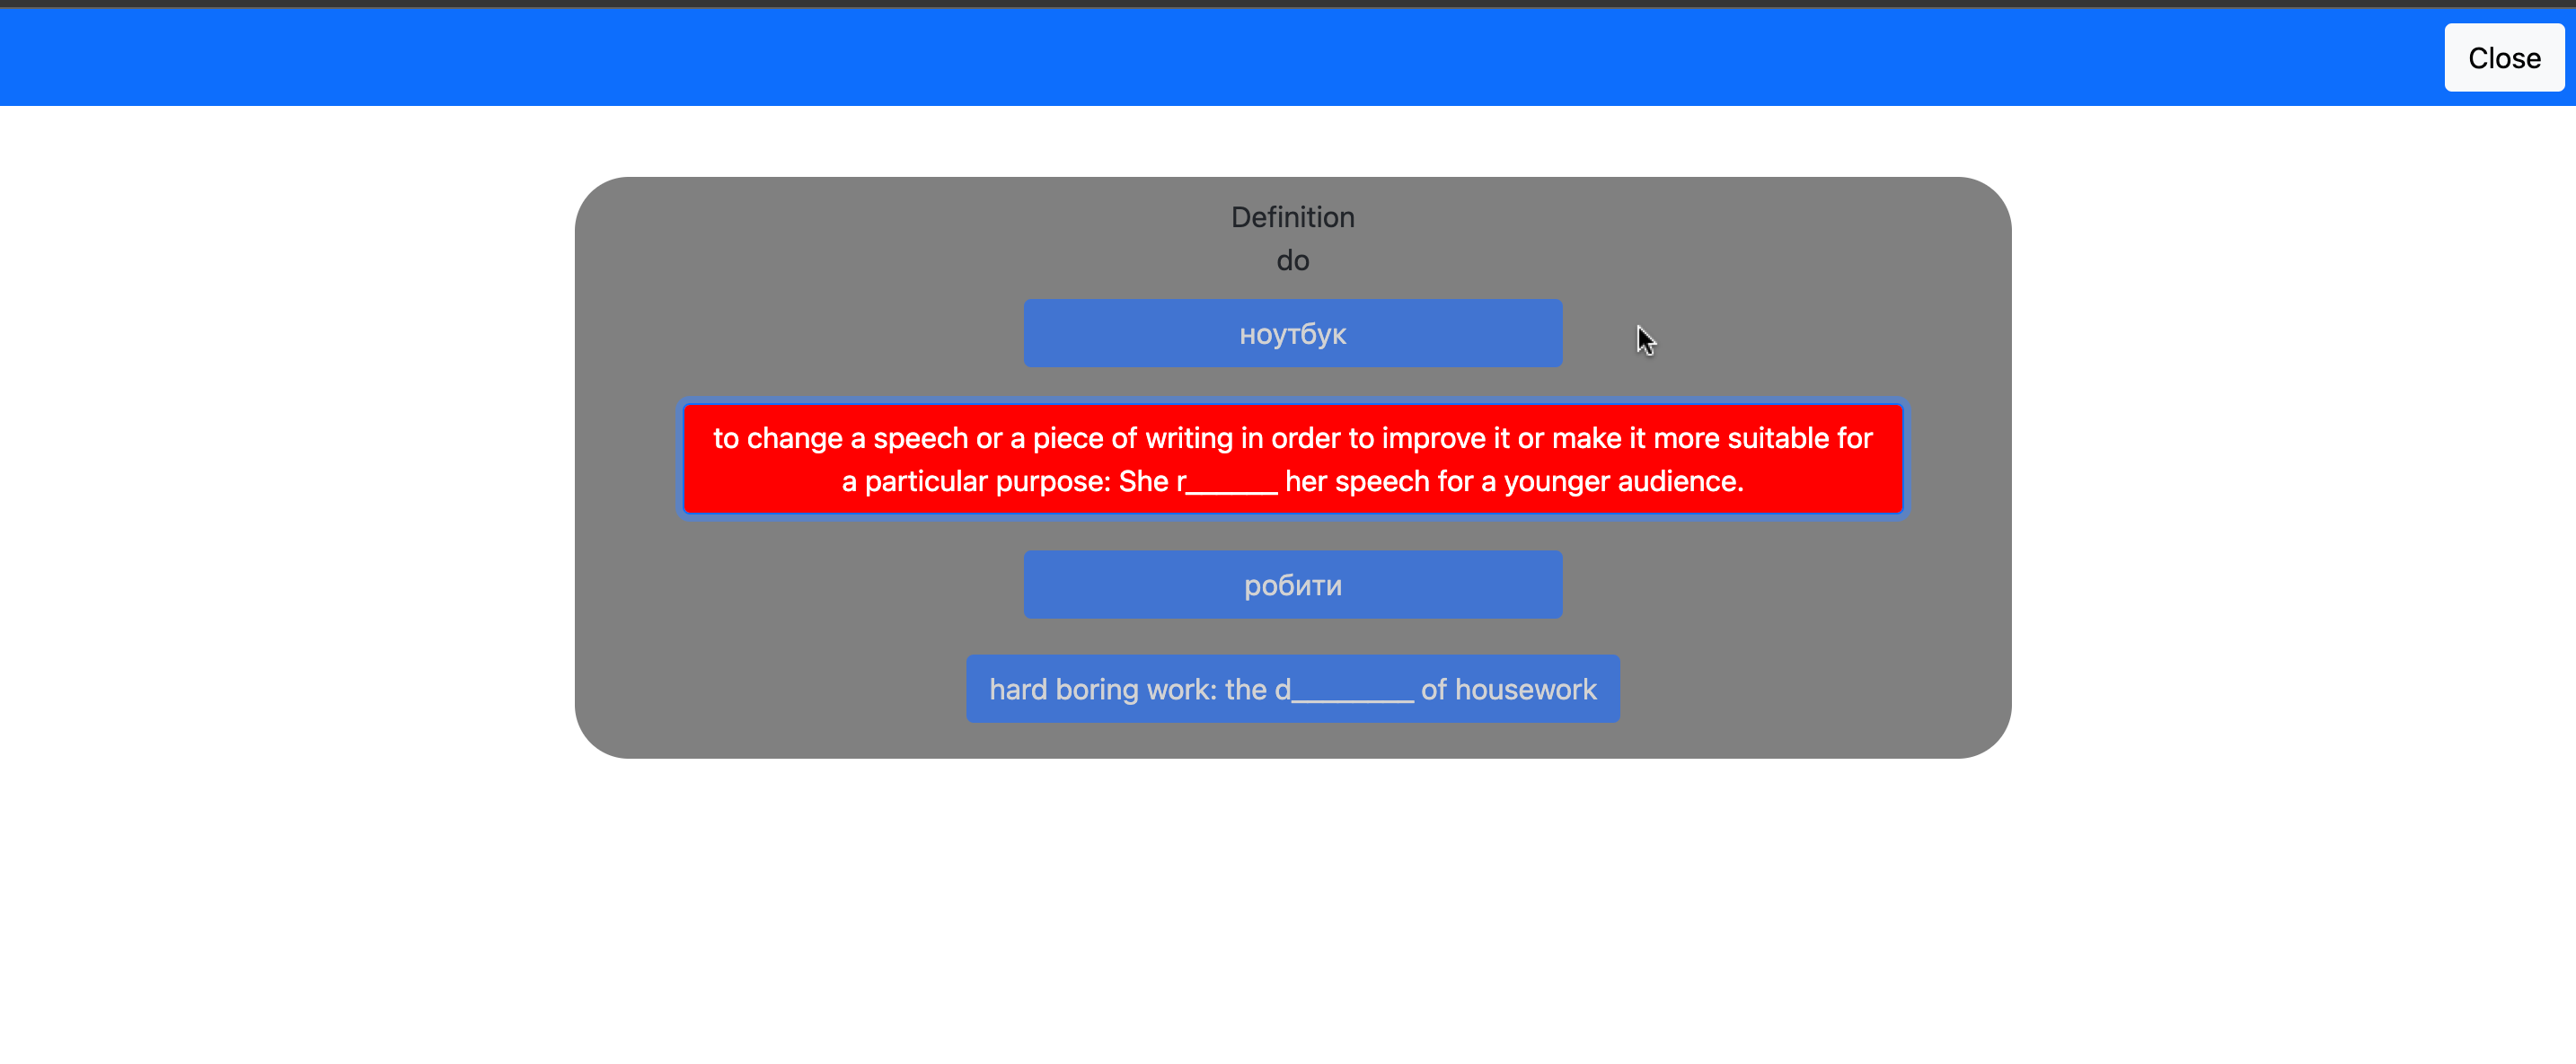 Close
Definition
do
ноутбук
to change a speech or a piece of writing in order to improve it or make it more suitable for
a particular purpose: She r______ her speech for a younger audience.
робити
hard boring work: the d________ of housework